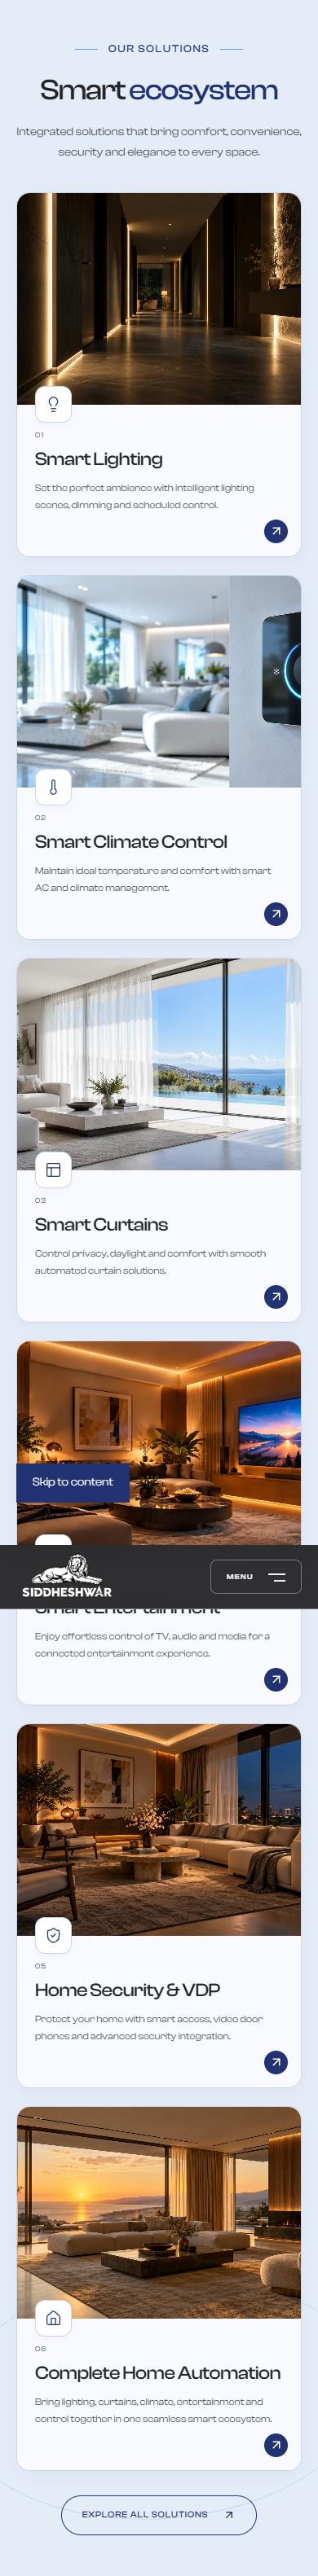 OUR SOLUTIONS
Smart ecosystem
Integrated solutions that bring comfort, convenience,
security and elegance to every space.
01
Smart Lighting
Set the perfect ambience with intelligent lighting
scenes, dimming and scheduled control.
02
Smart Climate Control
Maintain ideal temperature and comfort with smart
AC and climate management.
03
Smart Curtains
Control privacy, daylight and comfort with smooth
automated curtain solutions.
Skip to content
SIDDHESHWAR
MENU
Smart Entertainment
Enjoy effortless control of TV, audio and media for a
connected entertainment experience.
05
Home Security & VDP
Protect your home with smart access, video door
phones and advanced security integration.
06
Complete Home Automation
Bring lighting, curtains, climate, entertainment and
control together in one seamless smart ecosystem.
EXPLORE ALL SOLUTIONS